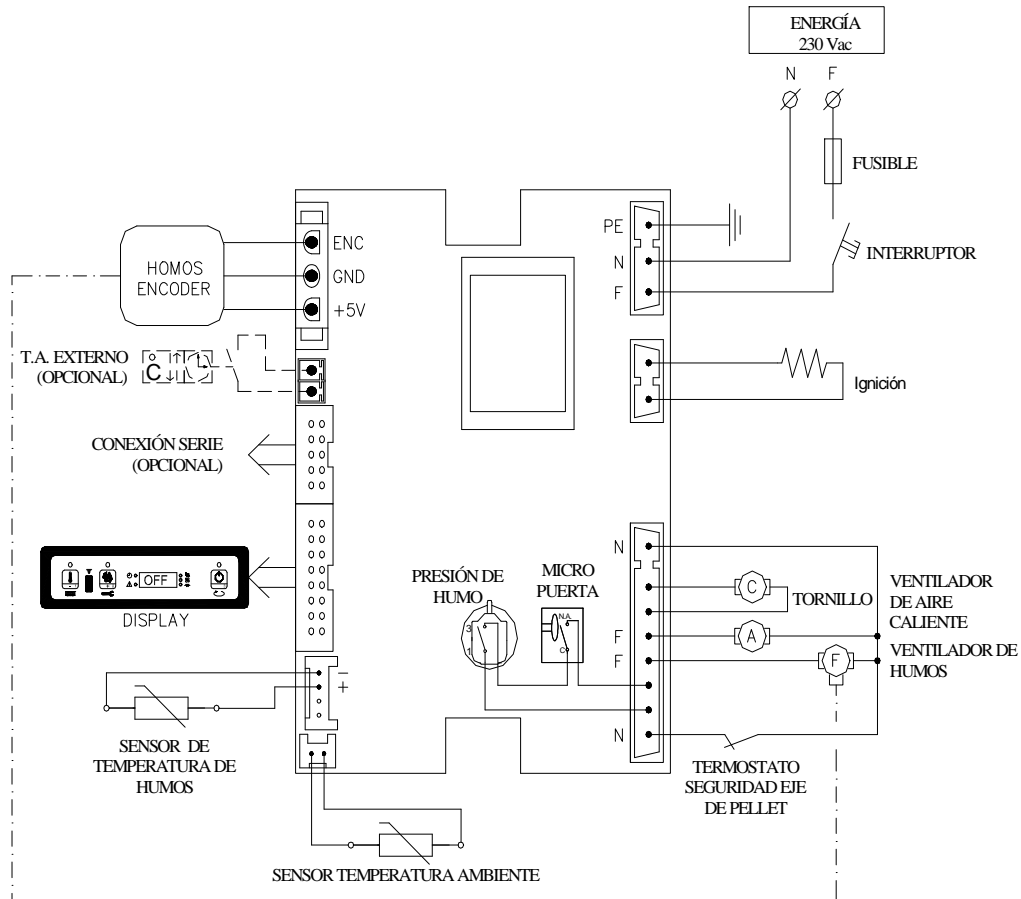 ENERGÍA
230 Vac
N F
FUSIBLE
INTERRUPTOR
PE
N
F
ENC
GND
+5V
HOMOS
ENCODER
T.A. EXTERNO
(OPCIONAL)
C
Ignición
CONEXIÓN SERIE
(OPCIONAL)
OFF
DISPLAY
PRESIÓN DE
HUMO
3
1
MICRO
PUERTA
N.A.
C
N
F
F
N
C
TORNILLO
A
F
VENTILADOR
DE AIRE
CALIENTE
VENTILADOR DE
HUMOS
TERMOSTATO
SEGURIDAD EJE
DE PELLET
-
+
SENSOR DE
TEMPERATURA DE
HUMOS
SENSOR TEMPERATURA AMBIENTE